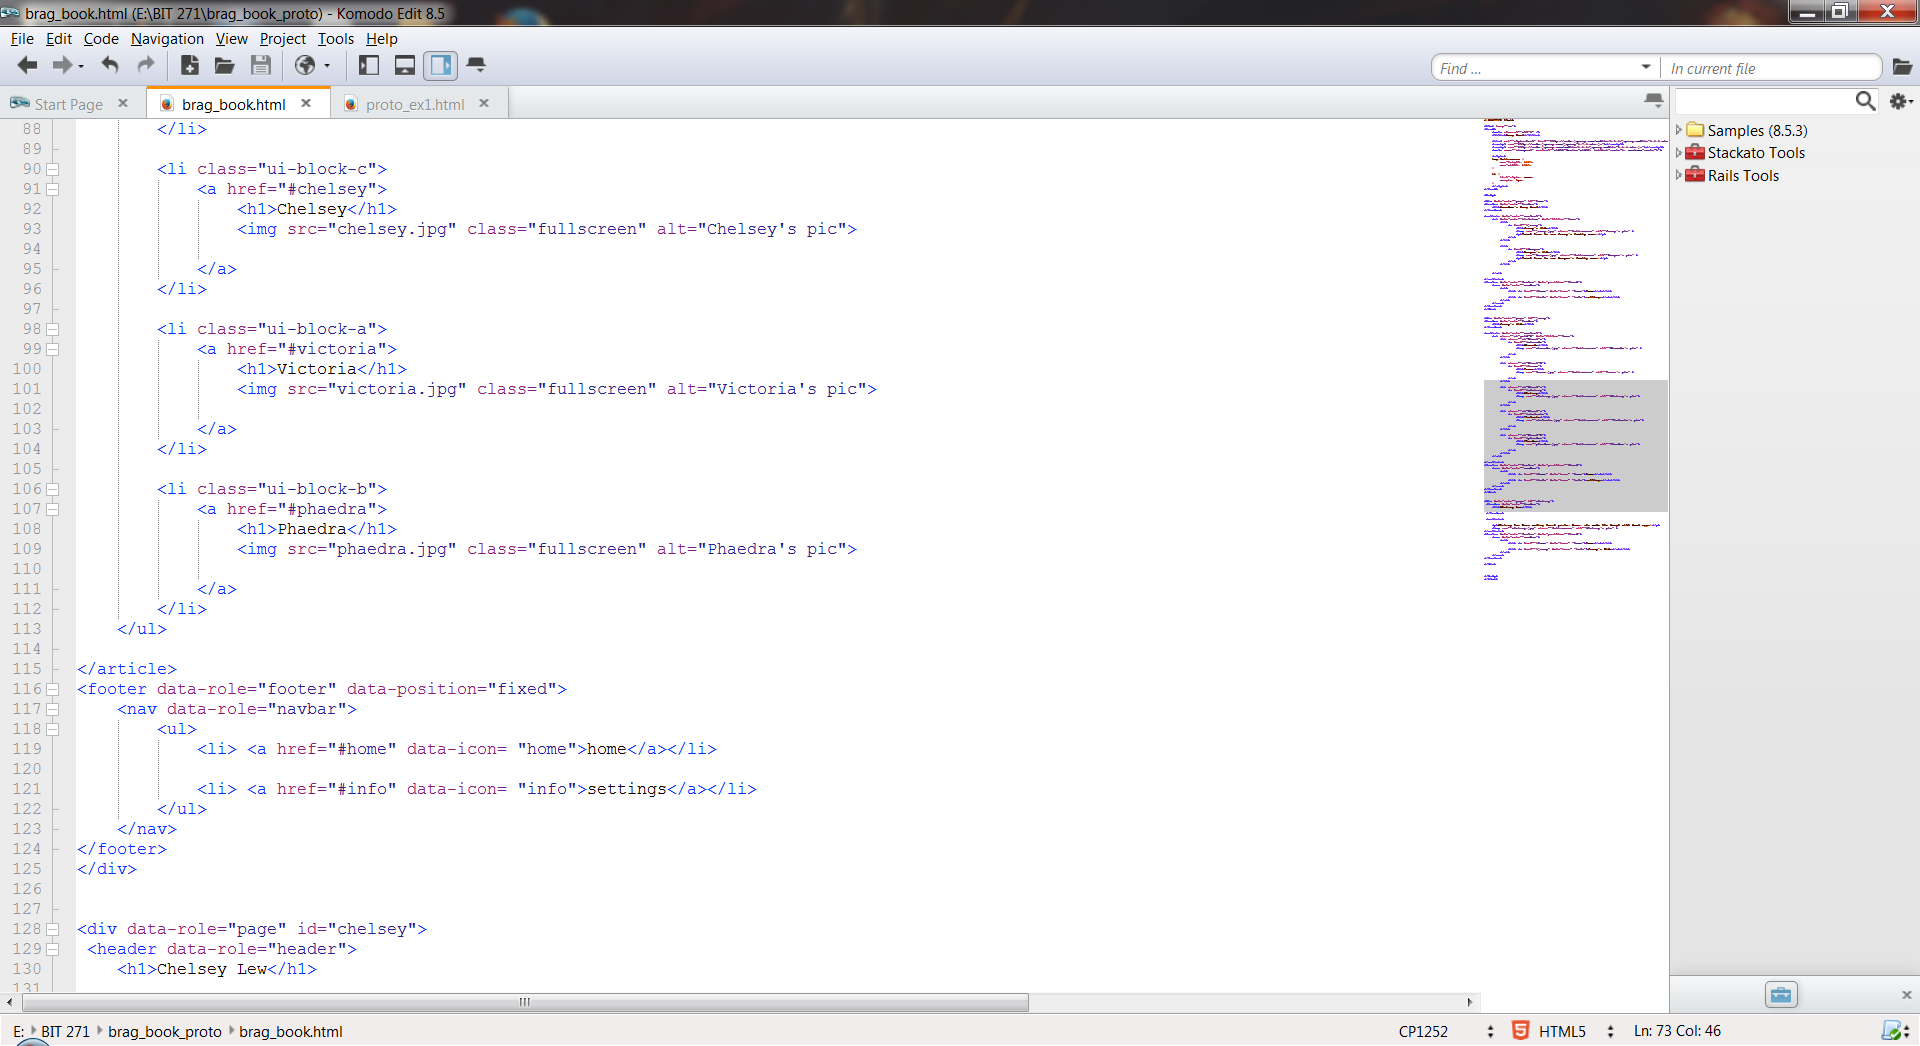 brag_book.html (E:\BIT 271\brag_book_proto) - Komodo Edit 8.5
File Edit Code Navigation View Project Tools Help
Find ... In current file
Start Page brag_book.html proto_ex1.html
88 </li>
89
90 <li class="ui-block-c">
91 <a href="#chelsey">
92 <h1>Chelsey</h1>
93 <img src="chelsey.jpg" class="fullscreen" alt="Chelsey's pic">
94
95 </a>
96 </li>
97
98 <li class="ui-block-a">
99 <a href="#victoria">
100 <h1>Victoria</h1>
101 <img src="victoria.jpg" class="fullscreen" alt="Victoria's pic">
102
103 </a>
104 </li>
105
106 <li class="ui-block-b">
107 <a href="#phaedra">
108 <h1>Phaedra</h1>
109 <img src="phaedra.jpg" class="fullscreen" alt="Phaedra's pic">
110
111 </a>
112 </li>
113 </ul>
114
115 </article>
116 <footer data-role="footer" data-position="fixed">
117 <nav data-role="navbar">
118 <ul>
119 <li> <a href="#home" data-icon= "home">home</a></li>
120
121 <li> <a href="#info" data-icon= "info">settings</a></li>
122 </ul>
123 </nav>
124 </footer>
125 </div>
126
127
128 <div data-role="page" id="chelsey">
129 <header data-role="header">
130 <h1>Chelsey Lew</h1>
131
Samples (8.5.3)
Stackato Tools
Rails Tools
E: BIT 271 brag_book_proto brag_book.html
CP1252 HTML5 Ln: 73 Col: 46